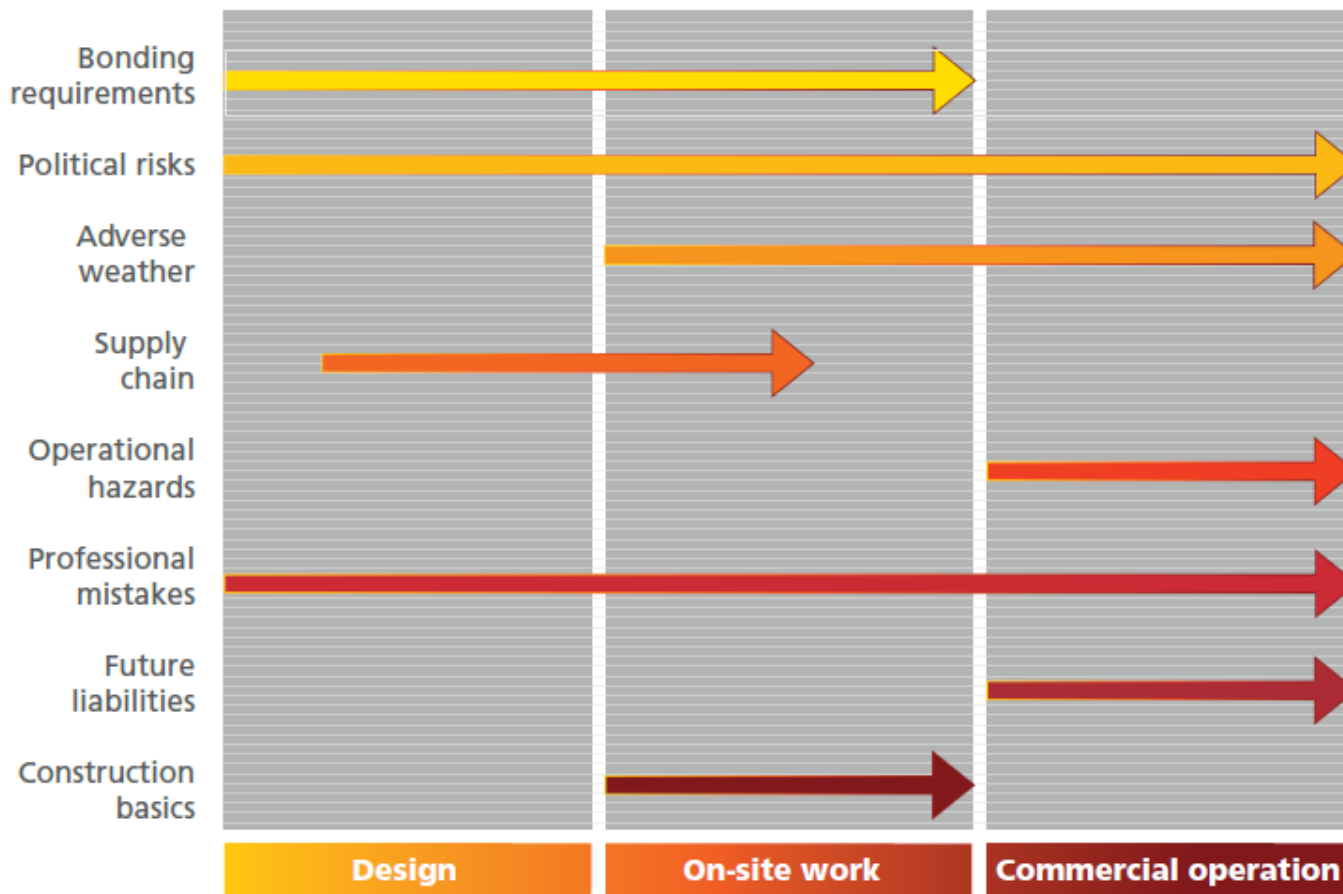 Bonding
requirements
Political risks
Adverse
weather
Supply
chain
Operational
hazards
Professional
mistakes
Future
liabilities
Construction
basics
Design
On-site work
Commercial operation